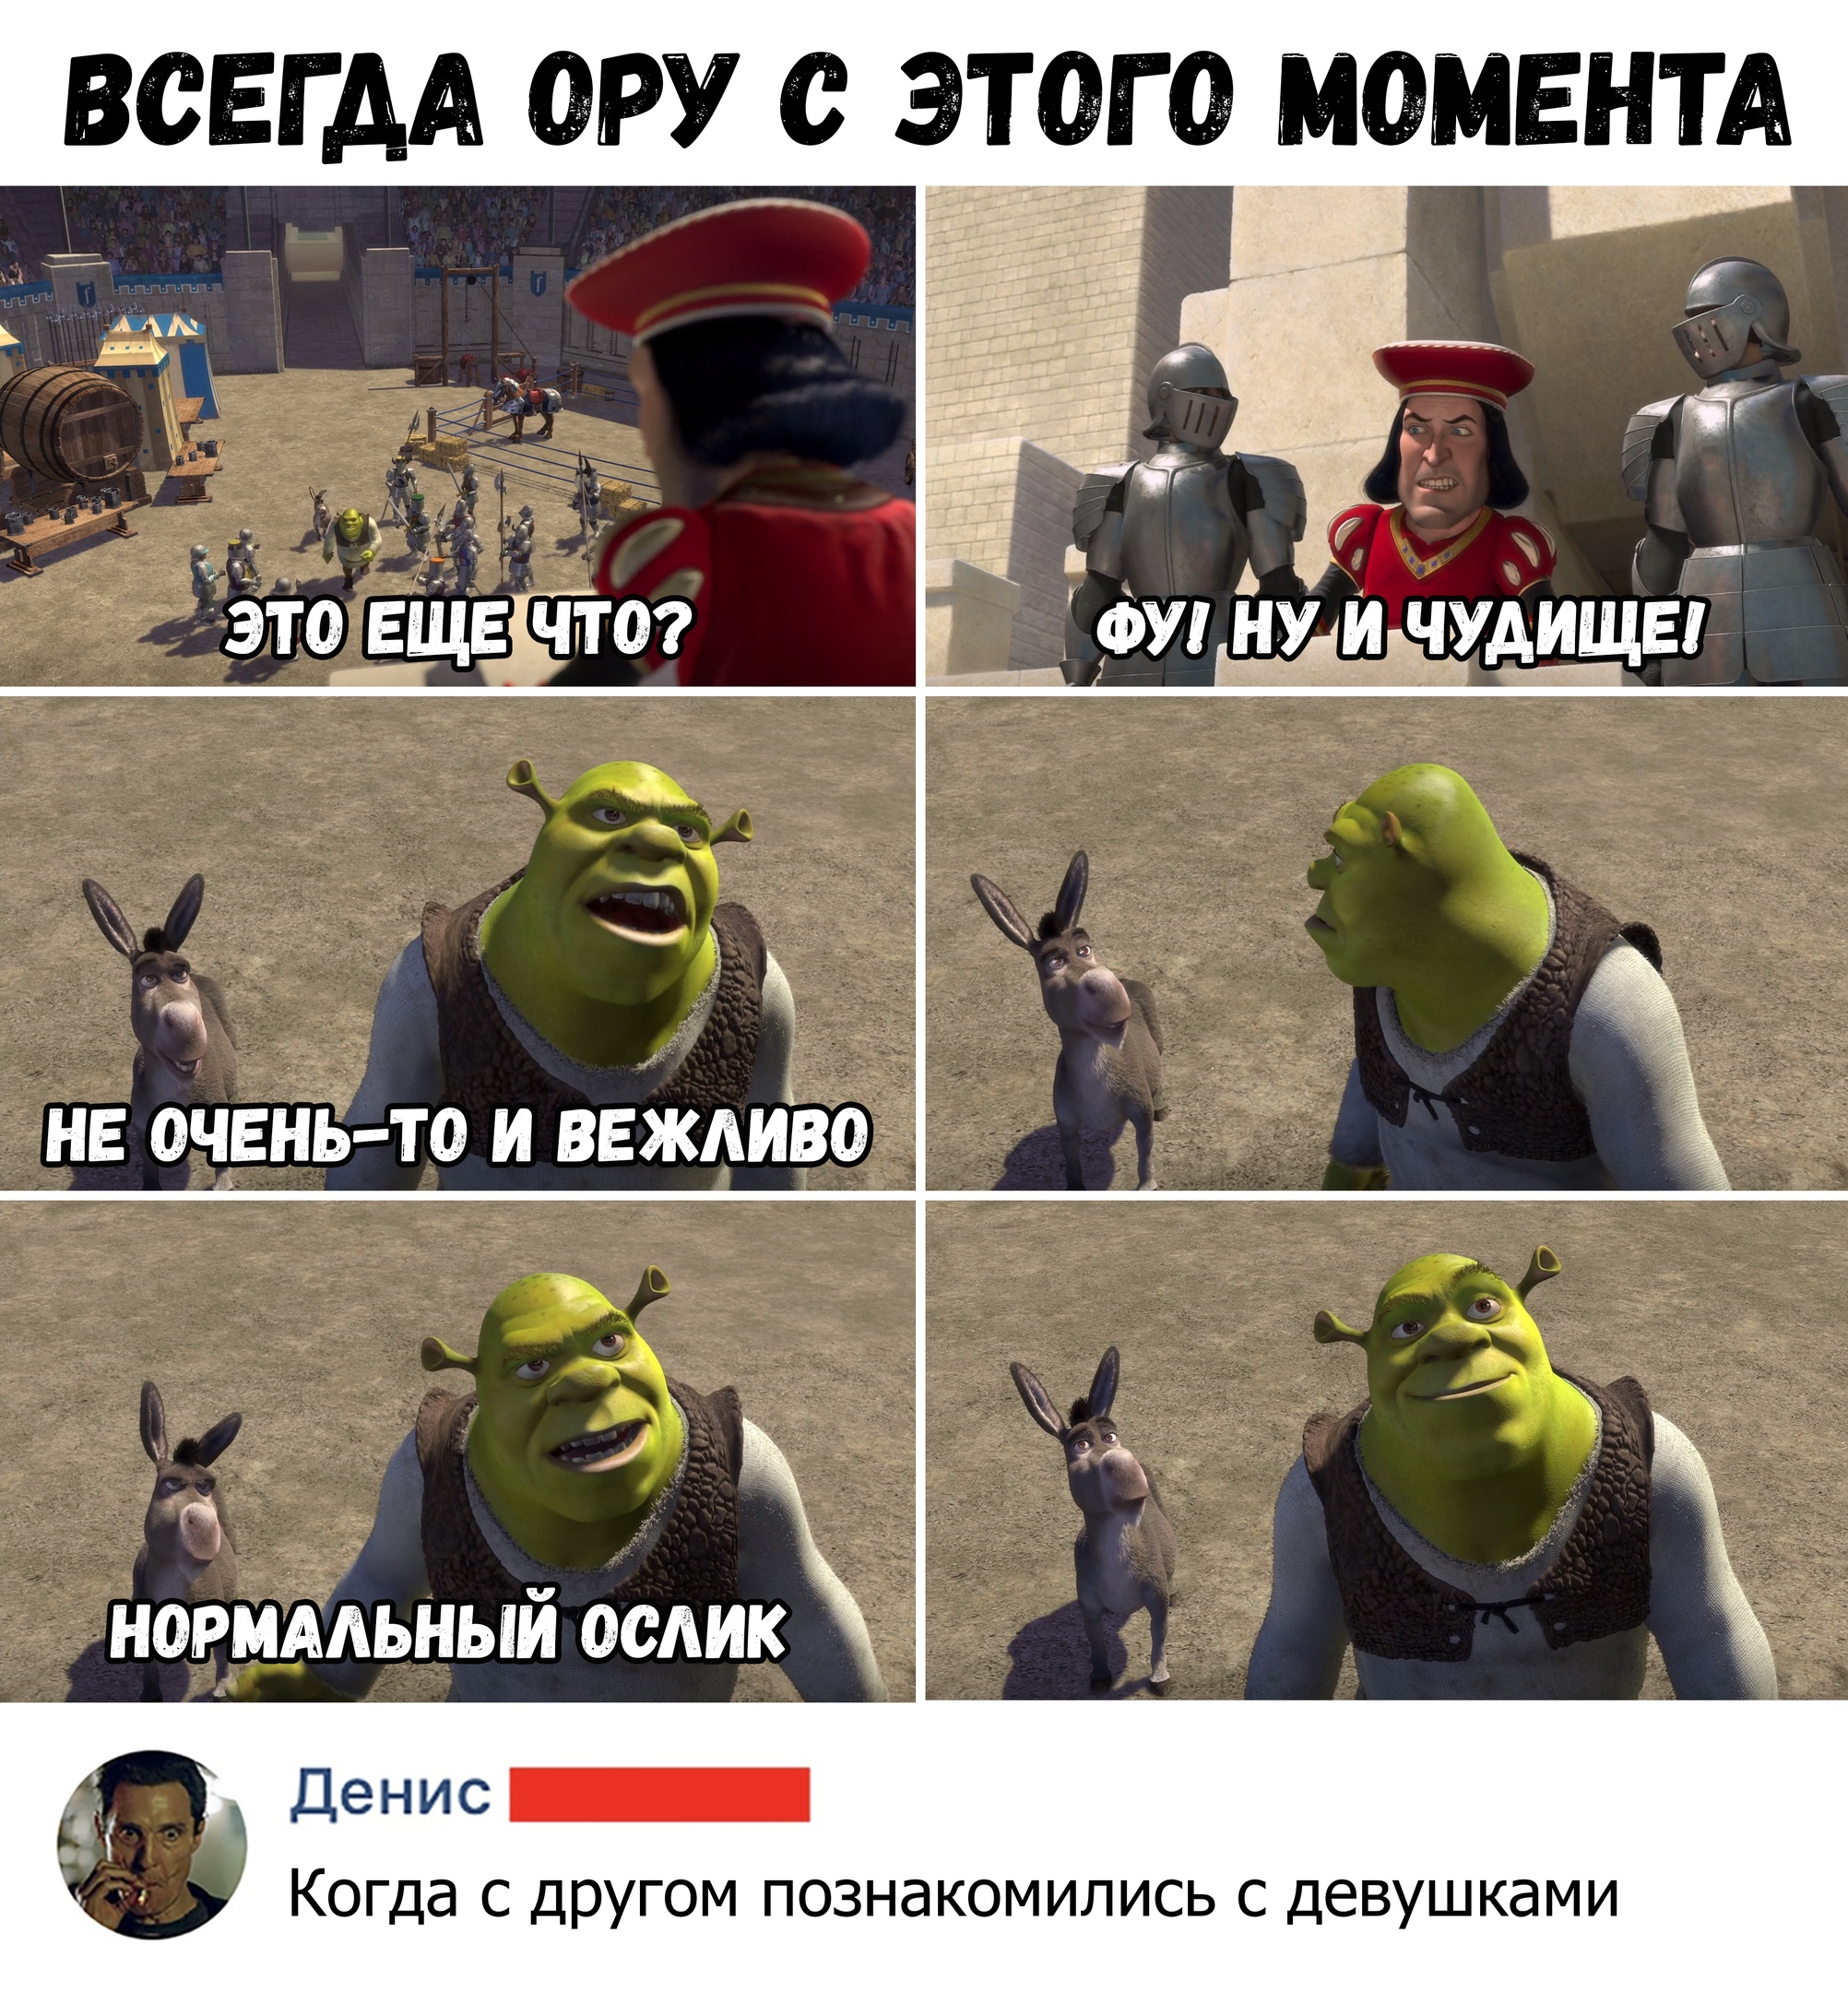 ВСЕГДА ОРУ С ЭТОГО МОМЕНТА
ЭТО ЕЩЕ ЧТО?
ФУ! НУ И ЧУДИЩЕ!
НЕ ОЧЕНЬ-ТО И ВЕЖЛИВО
НОРМАЛЬНЫЙ ОСЛИК
Денис
Когда с другом познакомились с девушками